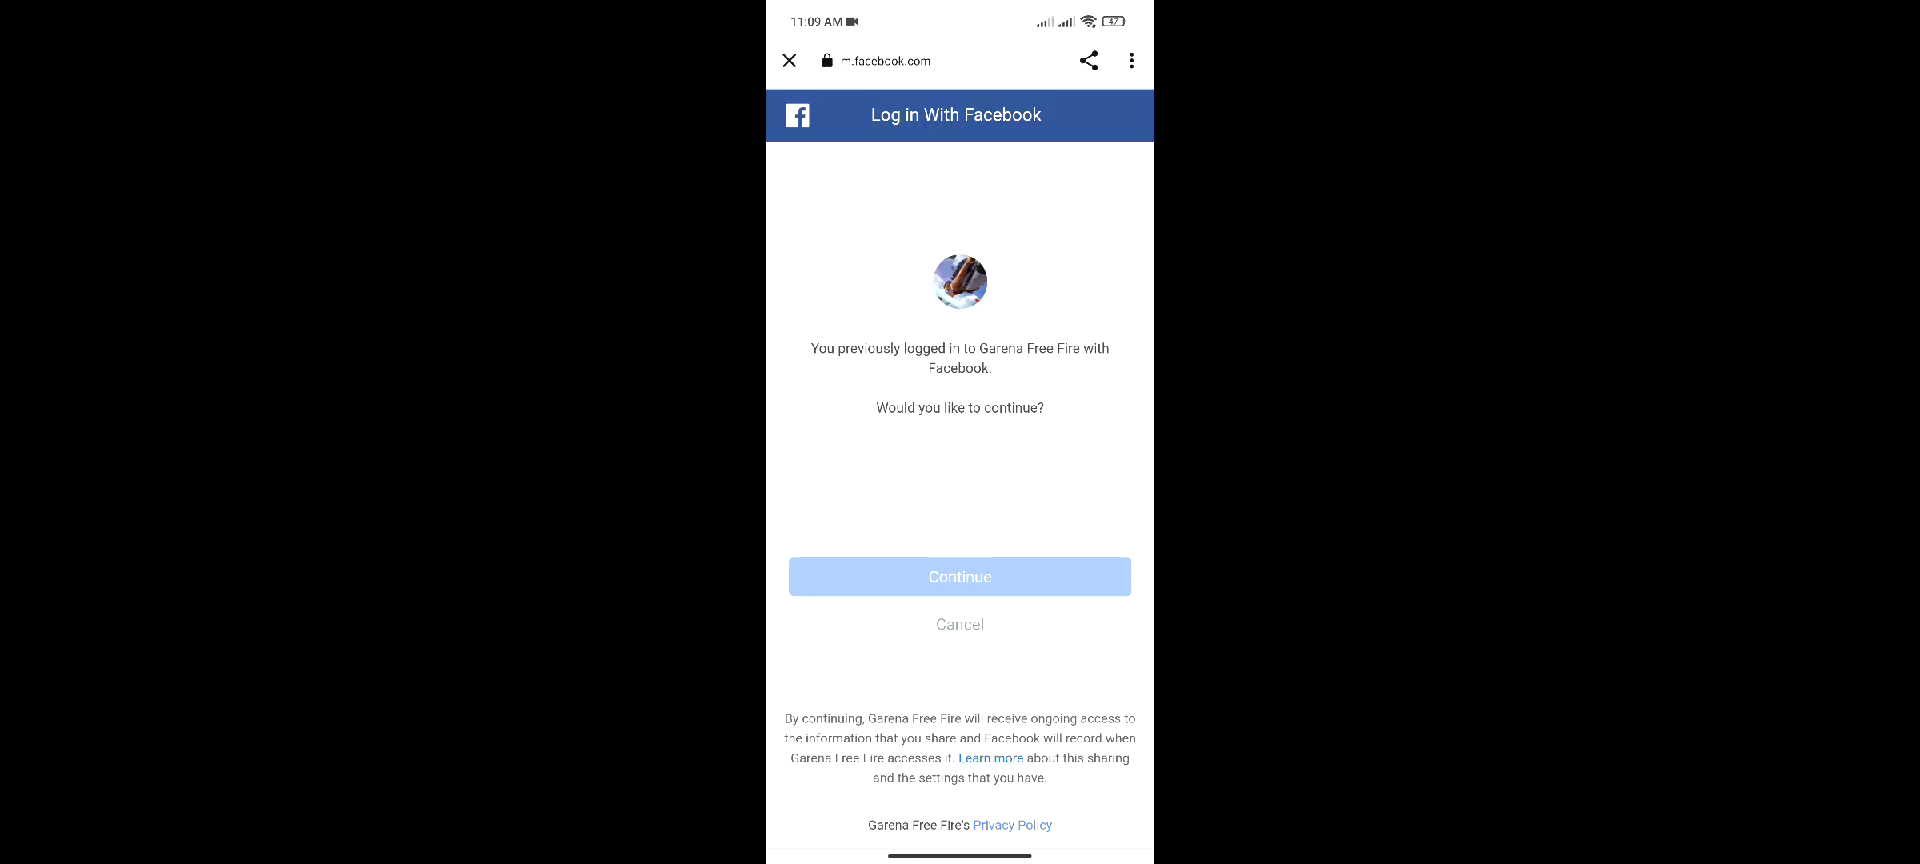 11:09 AM
47
m.facebook.com
Log in With Facebook
You previously logged in to Garena Free Fire with
Facebook.
Would you like to continue?
Continue
Cancel
By continuing, Garena Free Fire will receive ongoing access to
the information that you share and Facebook will record when
Garena Free Fire accesses it. Learn more about this sharing
and the settings that you have.
Garena Free Fire's Privacy Policy